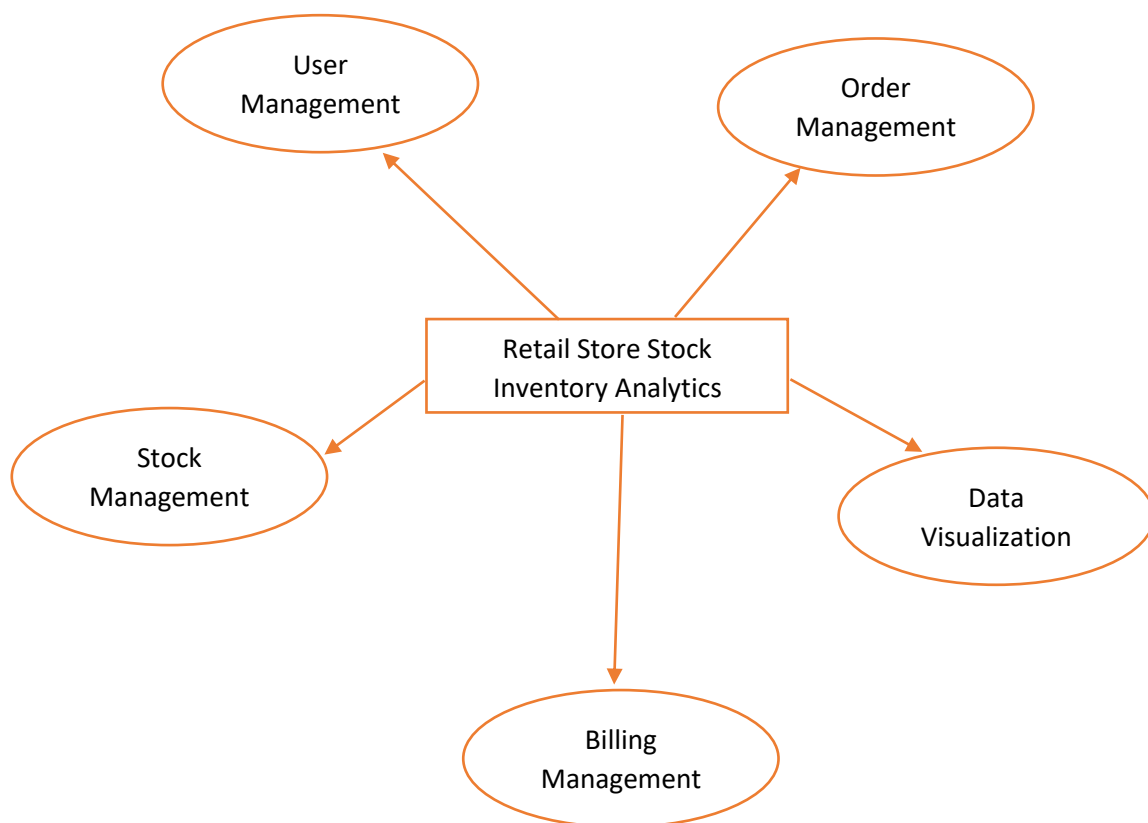 User
Management
Order
Management
Retail Store Stock
Inventory Analytics
Stock
Management
Data
Visualization
Billing
Management